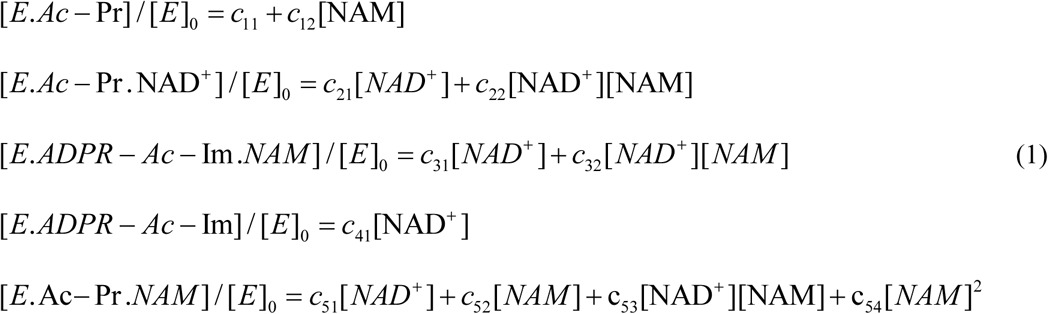 [E.Ac − Pr]/[E]₀ = c₁₁ + c₁₂[NAM]
[E.Ac − Pr.NAD⁺]/[E]₀ = c₂₁[NAD⁺] + c₂₂[NAD⁺][NAM]
[E.ADPR − Ac − Im.NAM]/[E]₀ = c₃₁[NAD⁺] + c₃₂[NAD⁺][NAM] (1)
[E.ADPR − Ac − Im]/[E]₀ = c₄₁[NAD⁺]
[E.Ac − Pr.NAM]/[E]₀ = c₅₁[NAD⁺] + c₅₂[NAM] + c₅₃[NAD⁺][NAM] + c₅₄[NAM]²